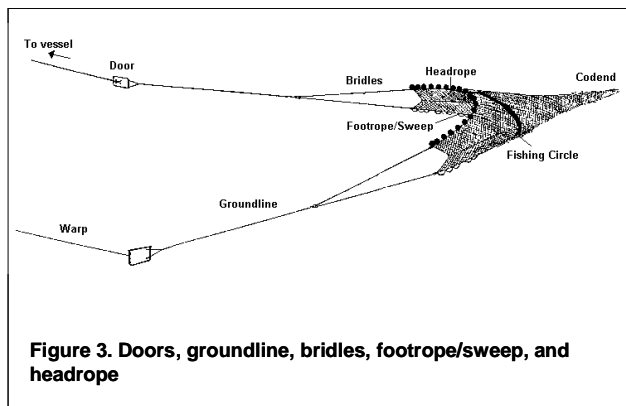 To vessel
Door
Bridles
Headrope
Codend
Footrope/Sweep
Fishing Circle
Groundline
Warp
Figure 3. Doors, groundline, bridles, footrope/sweep, and
headrope